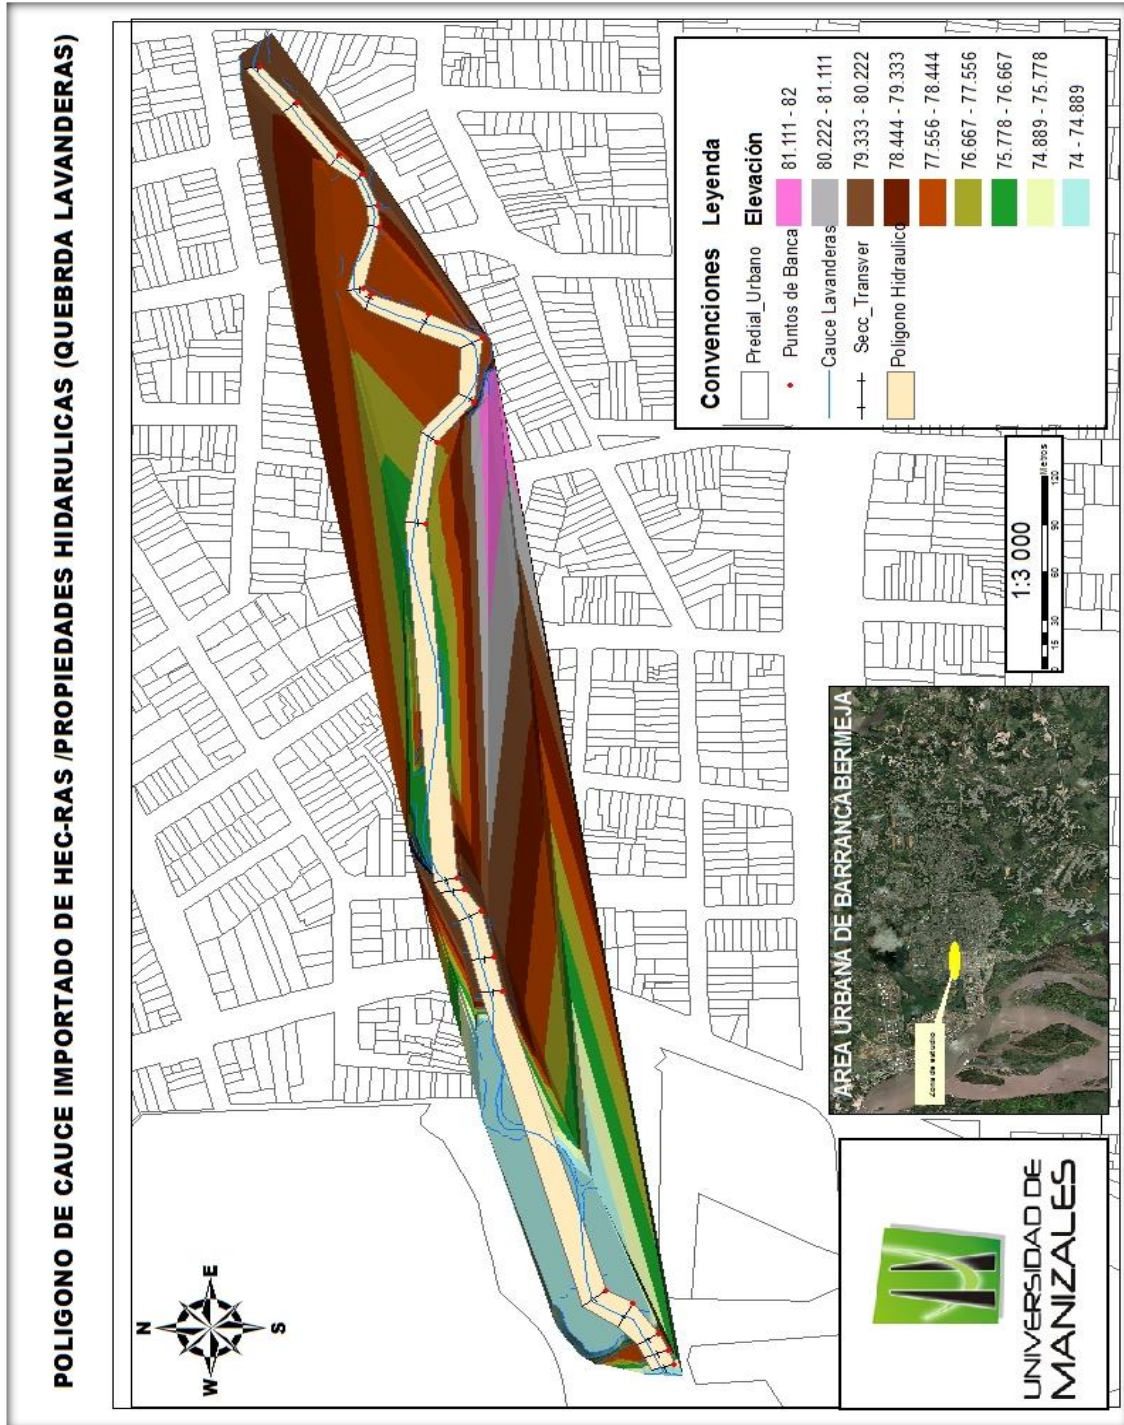 POLIGONO DE CAUCE IMPORTADO DE HEC-RAS /PROPIEDADES HIDARULICAS (QUEBRDA LAVANDERAS)
N
W
E
S
Convenciones
Predial_Urbano
Puntos de Banca
Cauce Lavanderas
Secc_Transver
Poligono Hidraulico
Leyenda
Elevación
81.111 - 82
80.222 - 81.111
79.333 - 80.222
78.444 - 79.333
77.556 - 78.444
76.667 - 77.556
75.778 - 76.667
74.889 - 75.778
74 - 74.889
1:3 000
0 15 30 60 90 120
Metros
AREA URBANA DE BARRANCABERMEJA
Zona de estudio
UNIVERSIDAD DE
MANIZALES